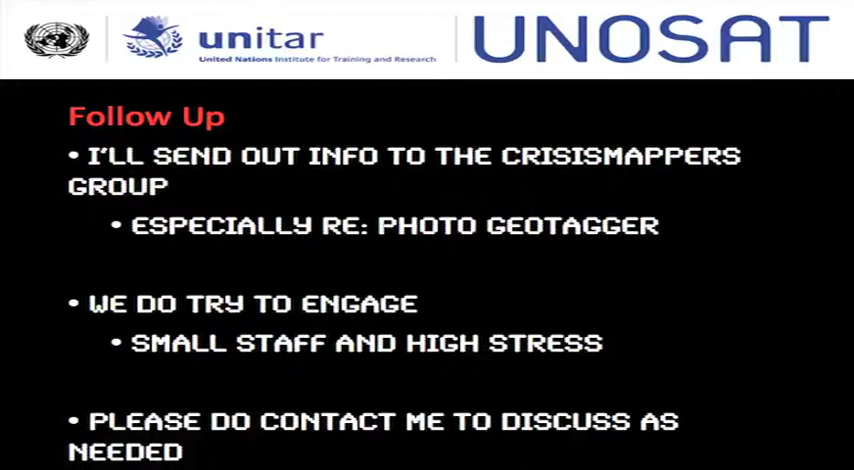 unitar
United Nations Institute for Training and Research
UNOSAT
Follow Up
• I'LL SEND OUT INFO TO THE CRISISMAPPERS
GROUP
• ESPECIALLY RE: PHOTO GEOTAGGER
• WE DO TRY TO ENGAGE
• SMALL STAFF AND HIGH STRESS
• PLEASE DO CONTACT ME TO DISCUSS AS
NEEDED